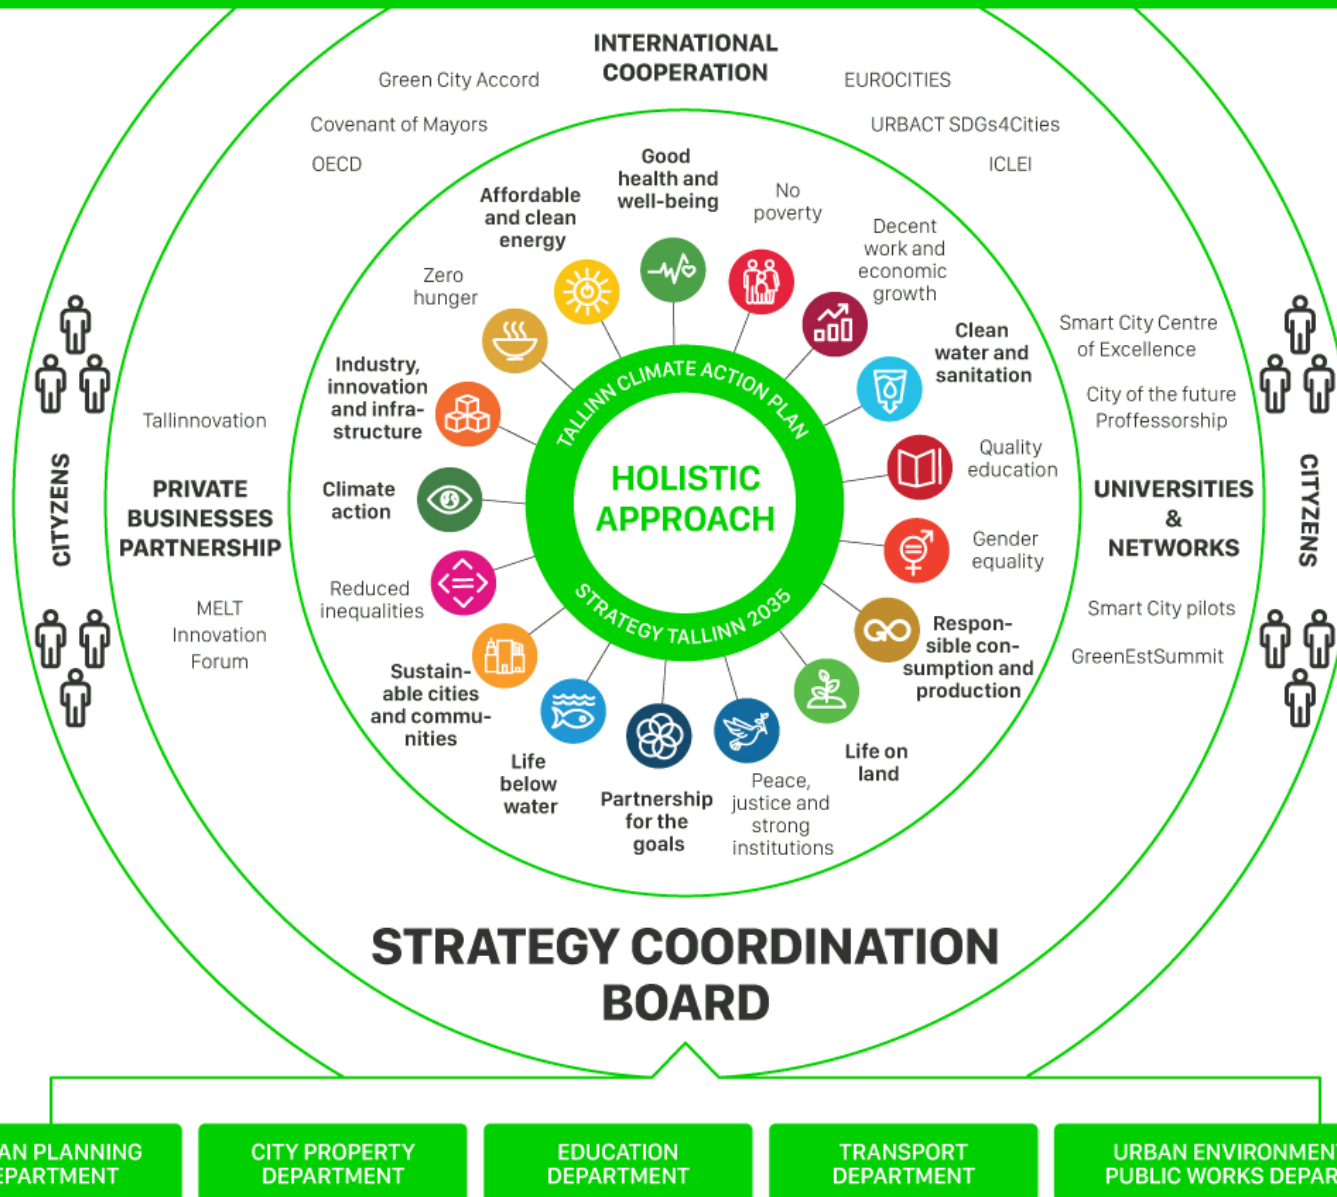 INTERNATIONAL
COOPERATION
Green City Accord
EUROCITIES
Covenant of Mayors
URBACT SDGs4Cities
OECD
ICLEI
Good
health and
well-being
No
poverty
Affordable
and clean
energy
Decent
work and
economic
growth
Zero
hunger
Clean
water and
sanitation
Industry,
innovation
and infra-
structure
Quality
education
Climate
action
Gender
equality
Reduced
inequalities
Respon-
sible con-
sumption and
production
Sustain-
able cities
and commu-
nities
Life on
land
Life
below
water
Partnership
for the
goals
Peace,
justice and
strong
institutions
TALLINN CLIMATE ACTION PLAN
HOLISTIC
APPROACH
STRATEGY TALLINN 2035
CITYZENS
Tallinnovation
PRIVATE
BUSINESSES
PARTNERSHIP
MELT
Innovation
Forum
Smart City Centre
of Excellence
City of the future
Proffessorship
UNIVERSITIES
&
NETWORKS
Smart City pilots
GreenEstSummit
CITYZENS
STRATEGY COORDINATION
BOARD
AN PLANNING
EPARTMENT
CITY PROPERTY
DEPARTMENT
EDUCATION
DEPARTMENT
TRANSPORT
DEPARTMENT
URBAN ENVIRONMEN
PUBLIC WORKS DEPAR